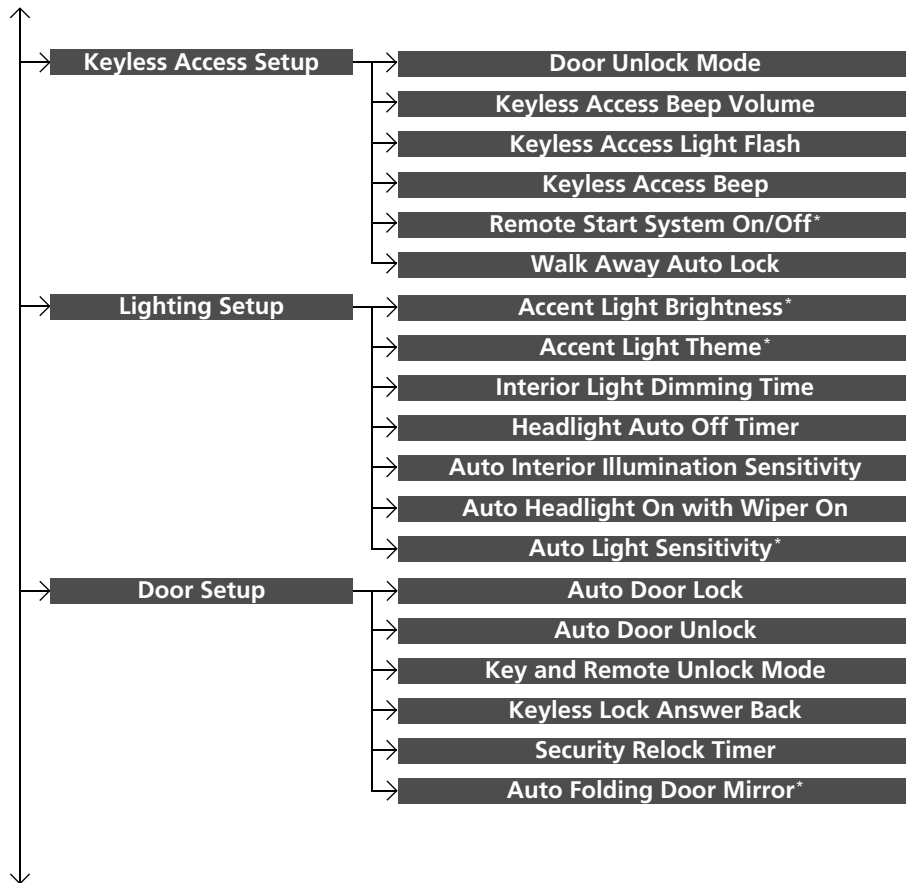 Keyless Access Setup
Door Unlock Mode
Keyless Access Beep Volume
Keyless Access Light Flash
Keyless Access Beep
Remote Start System On/Off*
Walk Away Auto Lock
Lighting Setup
Accent Light Brightness*
Accent Light Theme*
Interior Light Dimming Time
Headlight Auto Off Timer
Auto Interior Illumination Sensitivity
Auto Headlight On with Wiper On
Auto Light Sensitivity*
Door Setup
Auto Door Lock
Auto Door Unlock
Key and Remote Unlock Mode
Keyless Lock Answer Back
Security Relock Timer
Auto Folding Door Mirror*